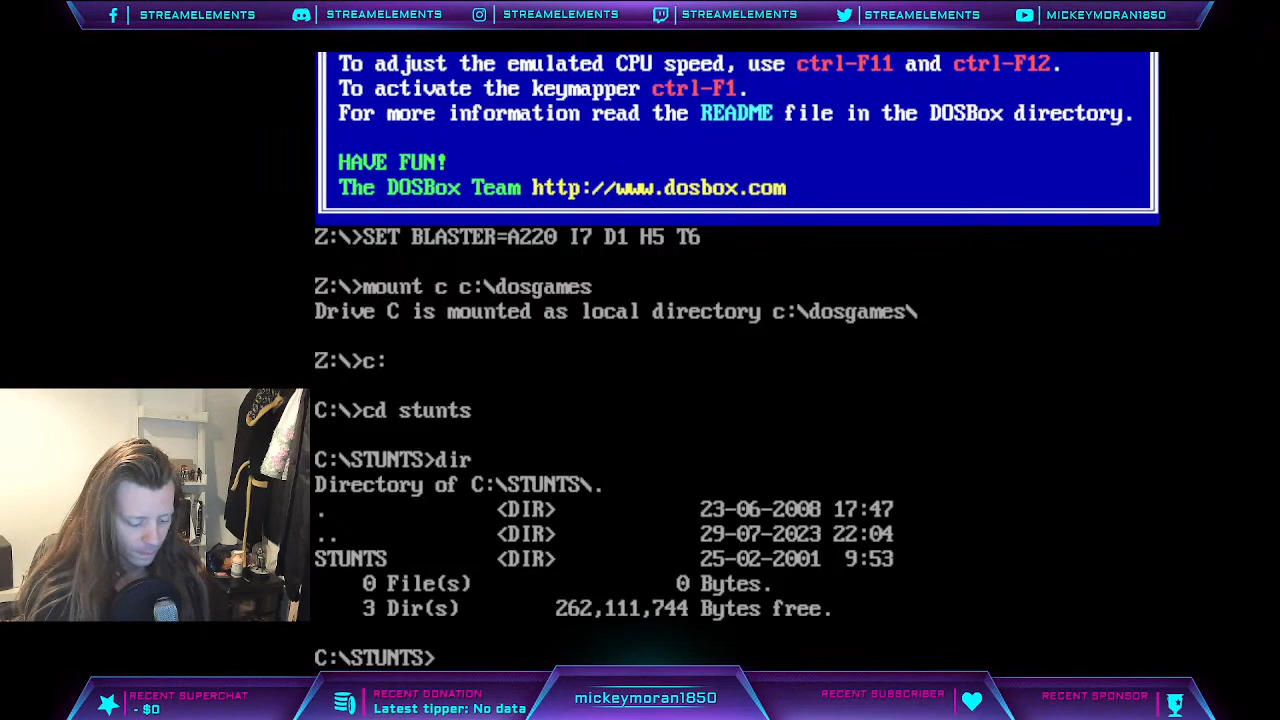 STREAMELEMENTS STREAMELEMENTS STREAMELEMENTS STREAMELEMENTS STREAMELEMENTS MICKEYMORAN1850
To adjust the emulated CPU speed, use ctrl-F11 and ctrl-F12.
To activate the keymapper ctrl-F1.
For more information read the README file in the DOSBox directory.
HAVE FUN!
The DOSBox Team http://www.dosbox.com
Z:\>SET BLASTER=A220 I7 D1 H5 T6
Z:\>mount c c:\dosgames
Drive C is mounted as local directory c:\dosgames\
Z:\>c:
C:\>cd stunts
C:\STUNTS>dir
Directory of C:\STUNTS\.
. <DIR> 23-06-2008 17:47
.. <DIR> 29-07-2023 22:04
STUNTS <DIR> 25-02-2001 9:53
0 File(s) 0 Bytes.
3 Dir(s) 262,111,744 Bytes free.
C:\STUNTS>
RECENT SUPERCHAT
- $0
RECENT DONATION
Latest tipper: No data
mickeymoran1850
RECENT SUBSCRIBER
RECENT SPONSOR